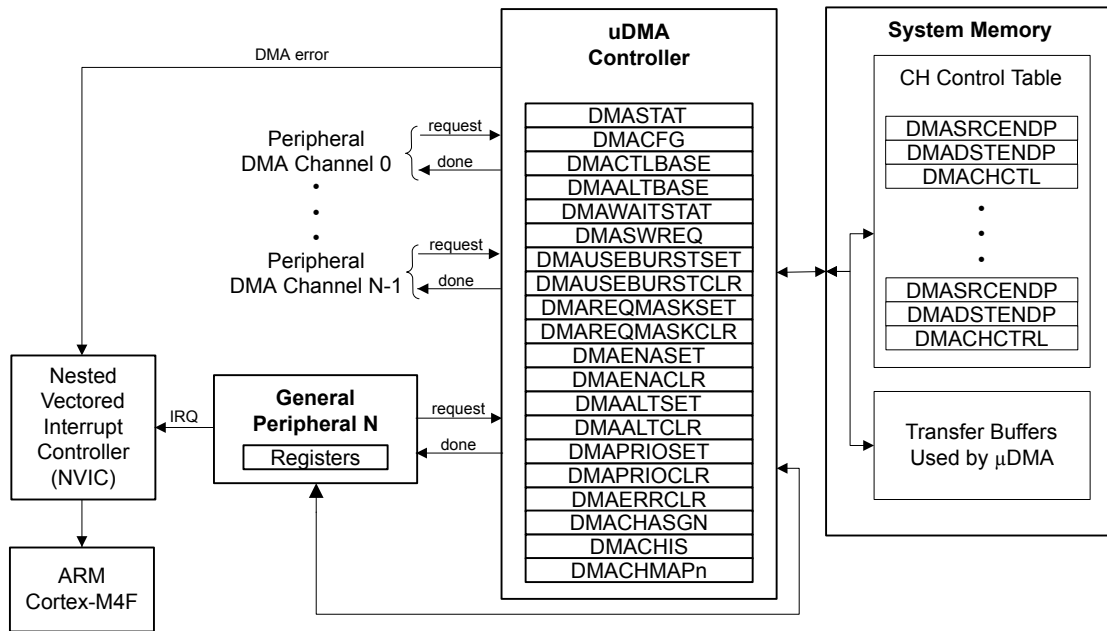 uDMA
Controller
System Memory
DMA error
CH Control Table
DMASTAT
DMACFG
DMACTLBASE
DMAALTBASE
DMAWAITSTAT
DMASWREQ
DMAUSEBURSTSET
DMAUSEBURSTCLR
DMAREQMASKSET
DMAREQMASKCLR
DMAENASET
DMAENACLR
DMAALTSET
DMAALTCLR
DMAPRIOSET
DMAPRIOCLR
DMAERRCLR
DMACHASGN
DMACHIS
DMACHMAPn
Peripheral
DMA Channel 0
request
done
•
•
•
Peripheral
DMA Channel N-1
request
done
DMASRCENDP
DMADSTENDP
DMACHCTL
•
•
•
DMASRCENDP
DMADSTENDP
DMACHCTRL
Transfer Buffers
Used by μDMA
Nested
Vectored
Interrupt
Controller
(NVIC)
IRQ
General
Peripheral N
Registers
request
done
ARM
Cortex-M4F